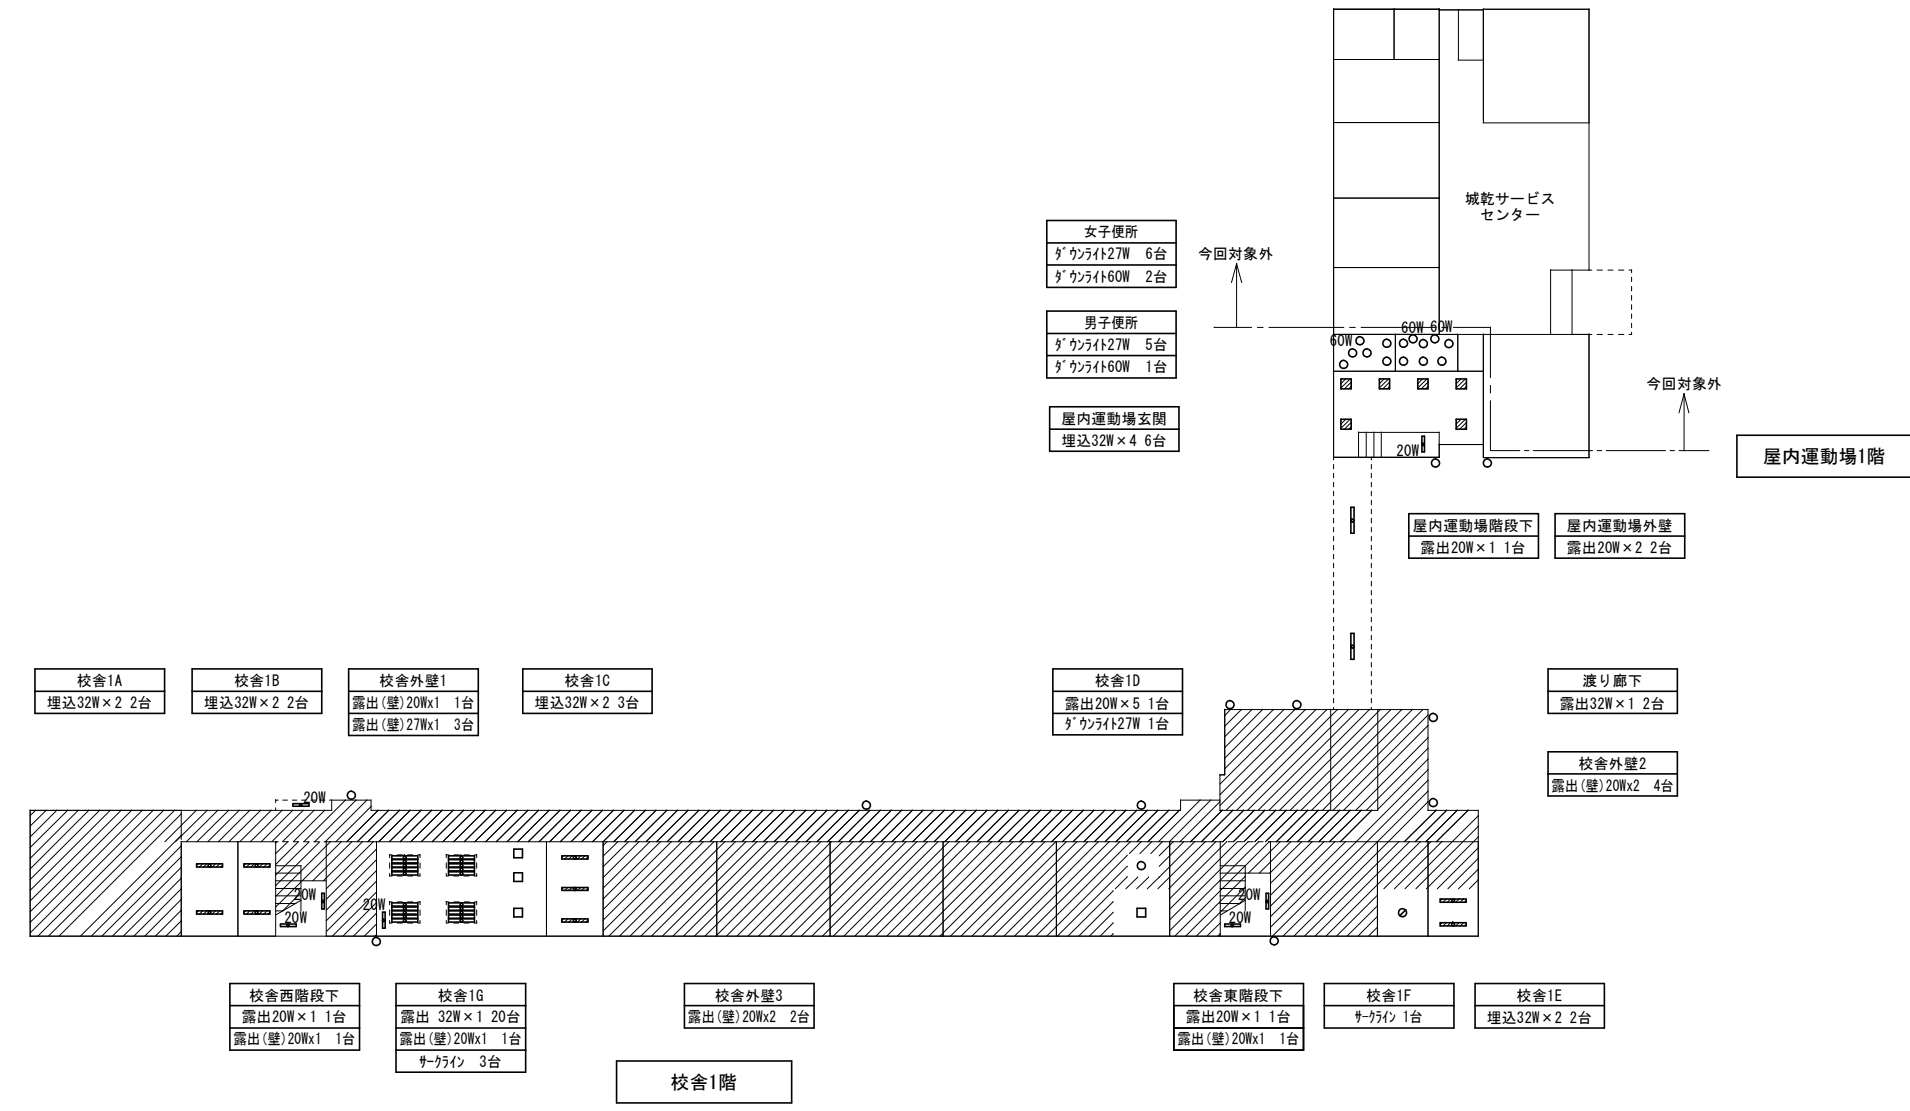 城乾サービス
センター
女子便所
ダウンライト27W 6台
ダウンライト60W 2台
今回対象外
男子便所
ダウンライト27W 5台
ダウンライト60W 1台
60W 60W
60W
今回対象外
屋内運動場玄関
埋込32W×4 6台
20W
屋内運動場1階
屋内運動場階段下
露出20W×1 1台
屋内運動場外壁
露出20W×2 2台
校舎1A
埋込32W×2 2台
校舎1B
埋込32W×2 2台
校舎外壁1
露出(壁)20Wx1 1台
露出(壁)27Wx1 3台
校舎1C
埋込32W×2 3台
校舎1D
露出20W×5 1台
ダウンライト27W 1台
渡り廊下
露出32W×1 2台
校舎外壁2
露出(壁)20Wx2 4台
20W
20W
20W
20W
20W
20W
校舎西階段下
露出20W×1 1台
露出(壁)20Wx1 1台
校舎1G
露出 32W×1 20台
露出(壁)20Wx1 1台
サークライン 3台
校舎外壁3
露出(壁)20Wx2 2台
校舎東階段下
露出20W×1 1台
露出(壁)20Wx1 1台
校舎1F
サークライン 1台
校舎1E
埋込32W×2 2台
校舎1階